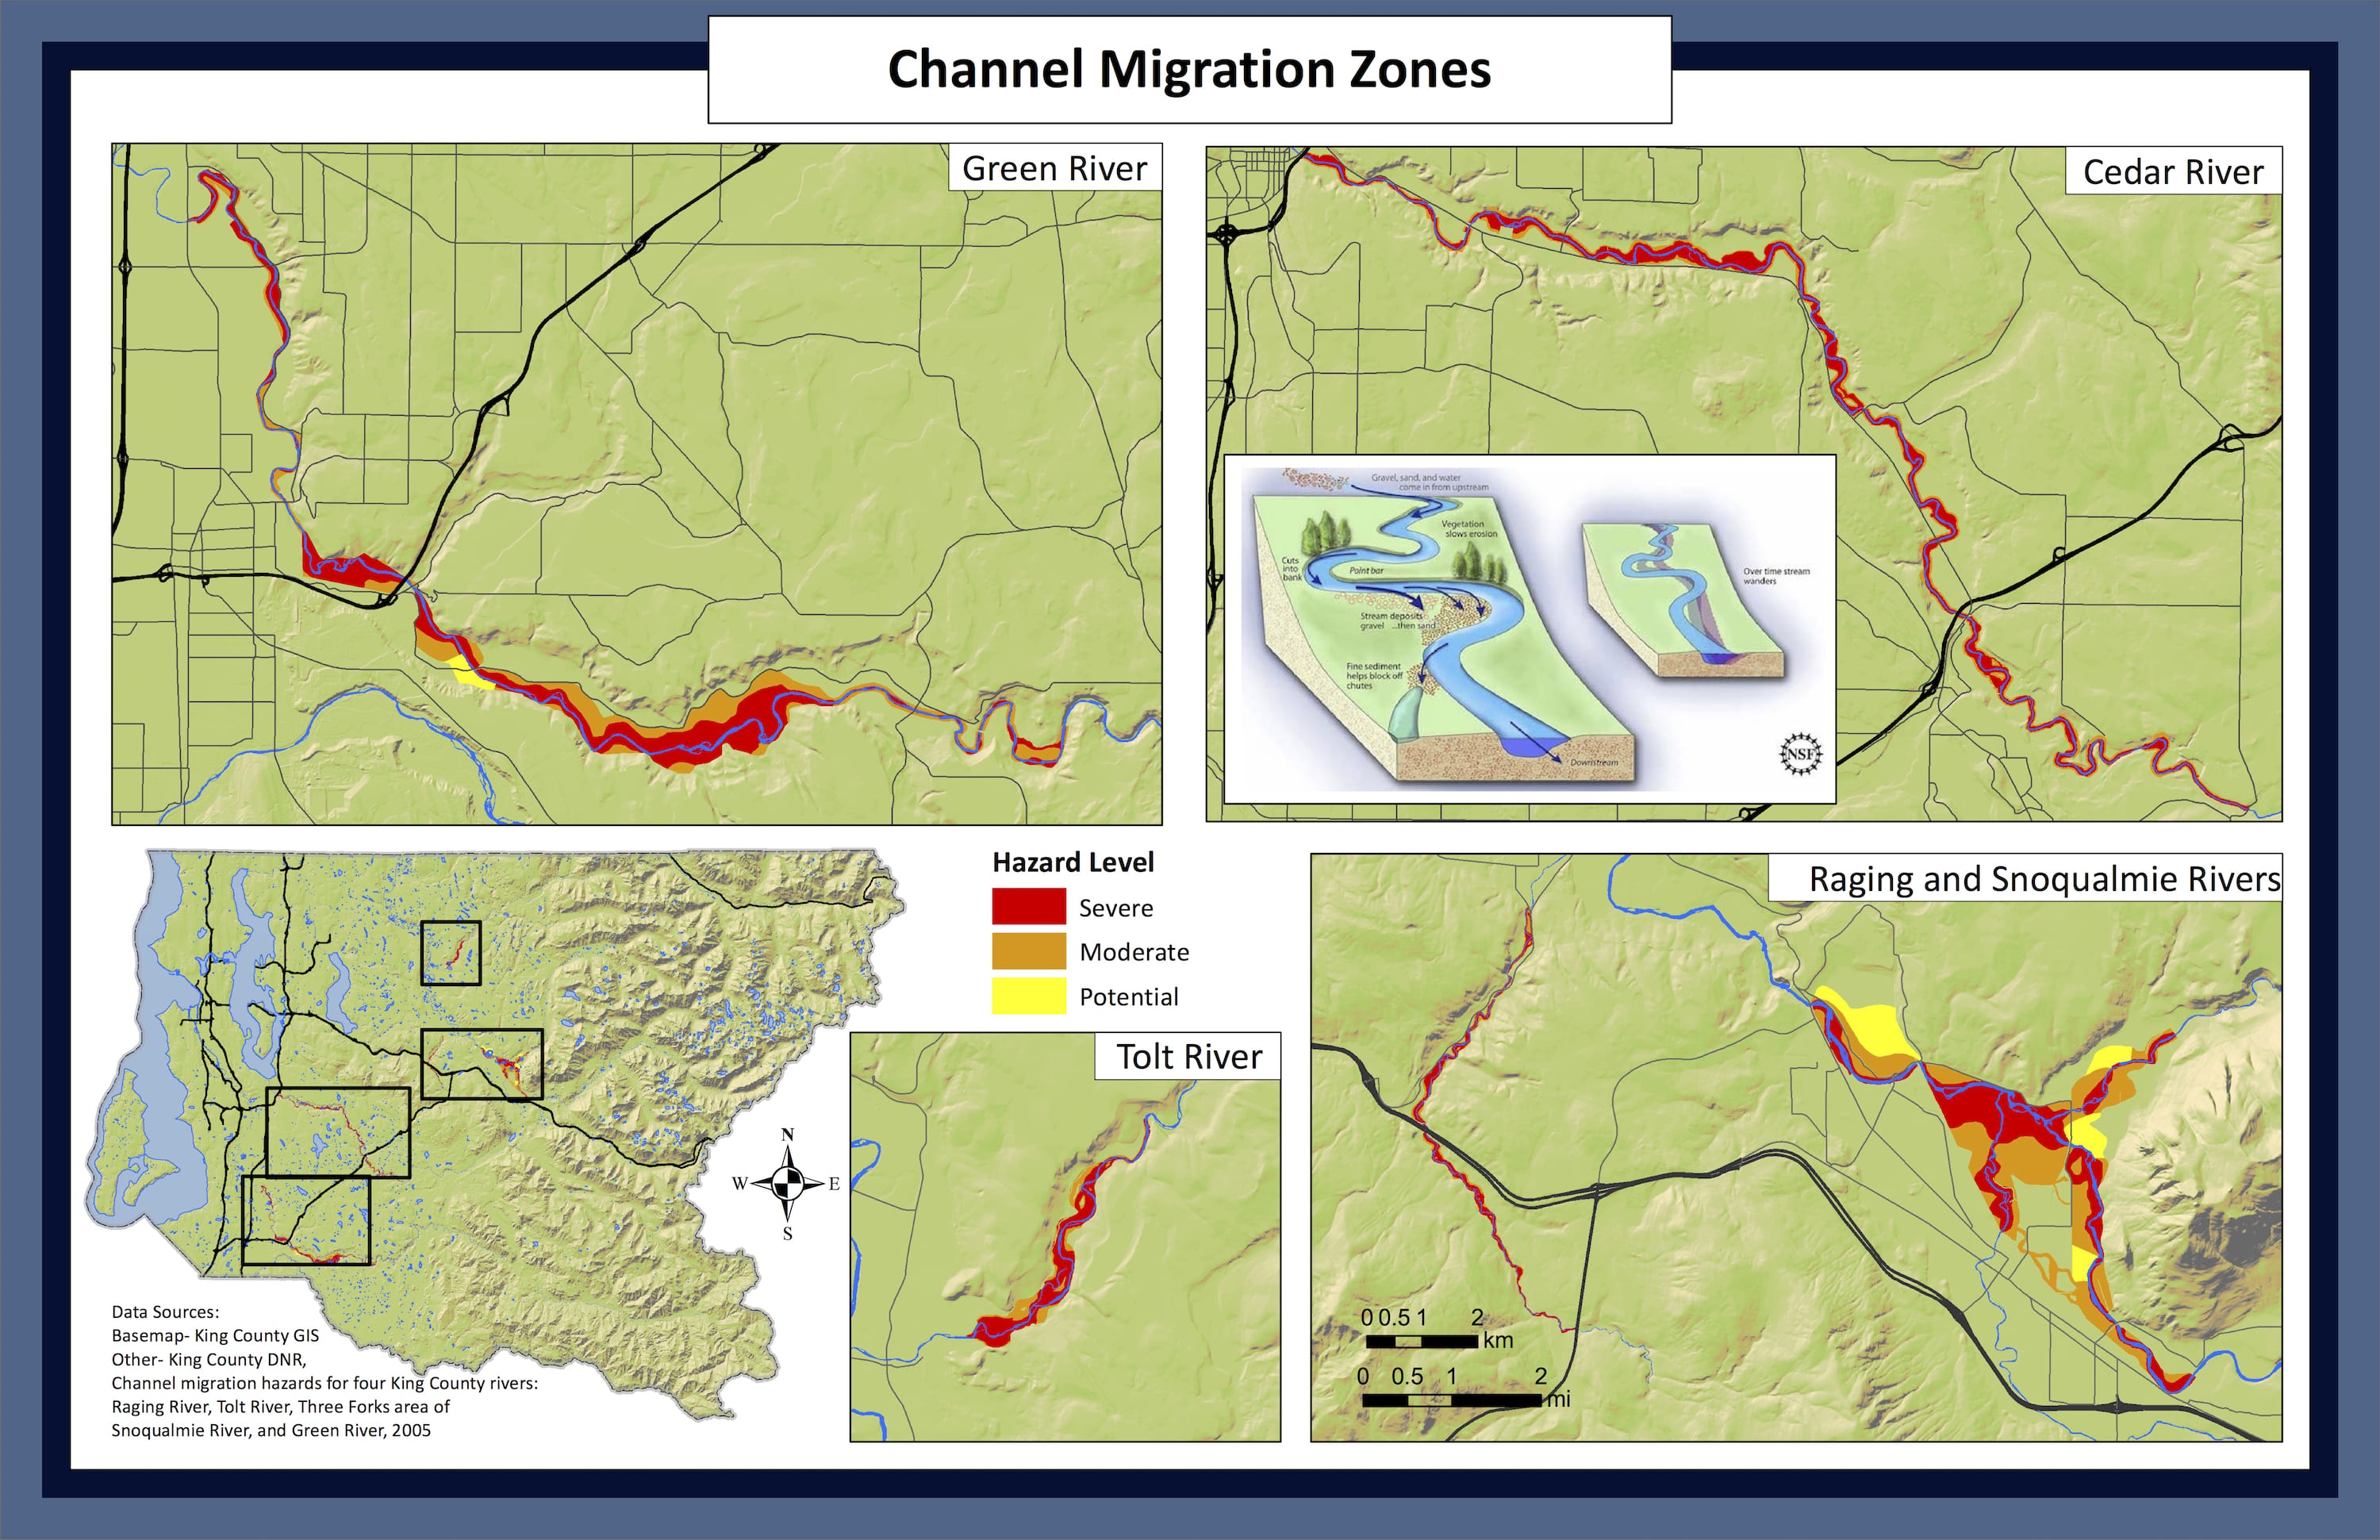 Channel Migration Zones
Green River
Cedar River
Gravel, sand, and water
come in from upstream
Vegetation
slows erosion
Cuts
into
bank
Point bar
Stream deposits
gravel ...then sand
Fine sediment
helps block off
chutes
Downstream
Over time stream
wanders
NSF
Hazard Level
Severe
Moderate
Potential
Raging and Snoqualmie Rivers
Tolt River
N
W E
S
0 0.5 1 2
km
0 0.5 1 2
mi
Data Sources:
Basemap- King County GIS
Other- King County DNR,
Channel migration hazards for four King County rivers:
Raging River, Tolt River, Three Forks area of
Snoqualmie River, and Green River, 2005